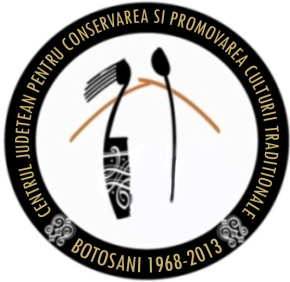 CENTRUL JUDETEAN PENTRU CONSERVAREA SI PROMOVAREA CULTURII TRADITIONALE
BOTOSANI 1968-2013